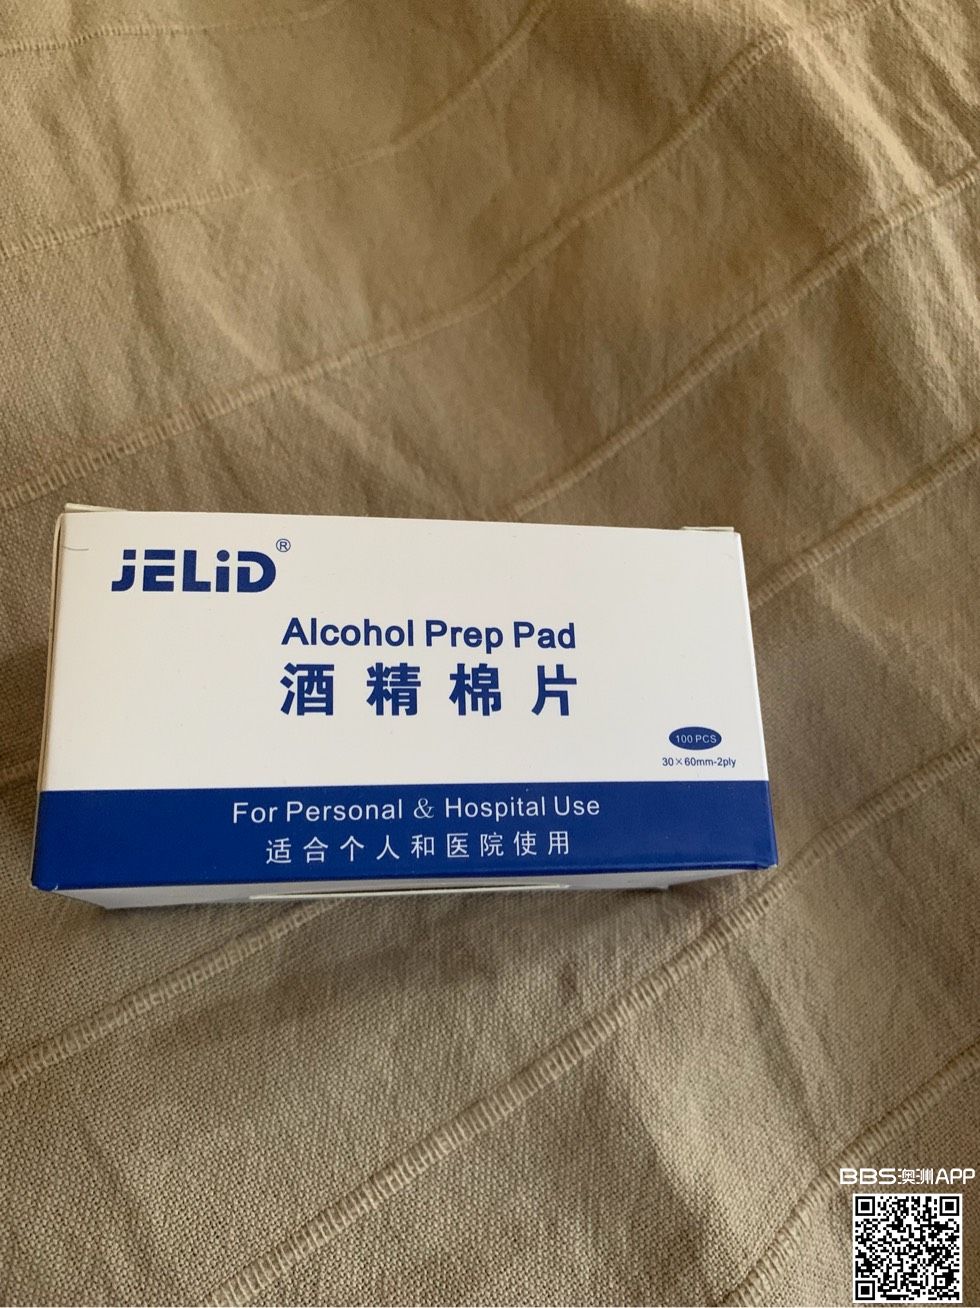 JELiD®
Alcohol Prep Pad
酒精棉片
100 PCS
30×60mm-2ply
For Personal & Hospital Use
适合个人和医院使用
BBS澳洲APP